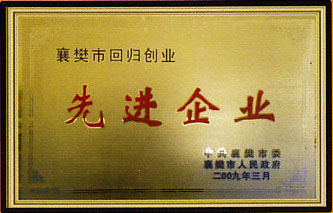 襄樊市回归创业
先进企业
中共襄樊市委
襄樊市人民政府
二00九年三月